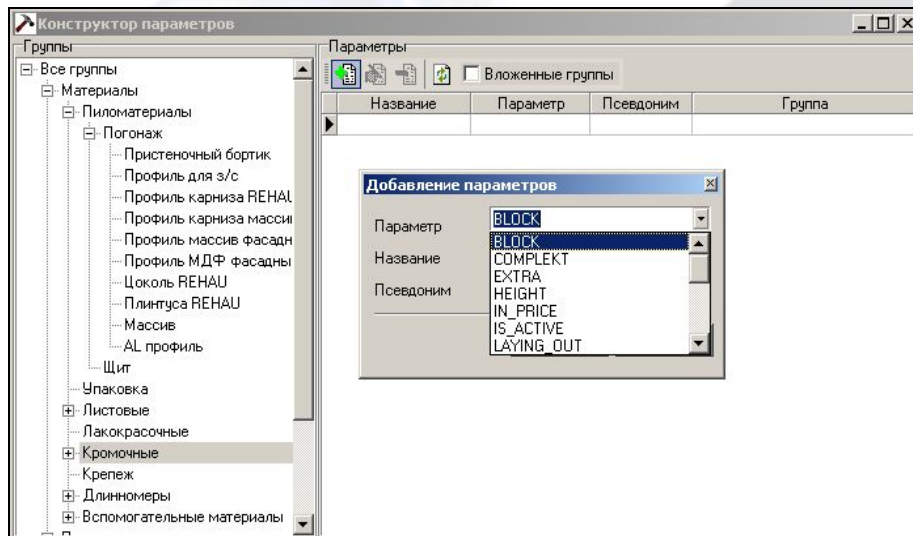 Конструктор параметров
Группы
Все группы
Материалы
Пиломатериалы
Погонаж
Пристеночный бортик
Профиль для з/с
Профиль карниза REHAU
Профиль карниза масси
Профиль массив фасадн
Профиль МДФ фасадны
Цоколь REHAU
Плинтуса REHAU
Массив
AL профиль
Щит
Упаковка
Листовые
Лакокрасочные
Кромочные
Крепеж
Длинномеры
Вспомогательные материалы
Параметры
Вложенные группы
Название Параметр Псевдоним Группа
Добавление параметров
Параметр BLOCK
Название
Псевдоним
BLOCK
COMPLEKT
EXTRA
HEIGHT
IN_PRICE
IS_ACTIVE
LAYING_OUT